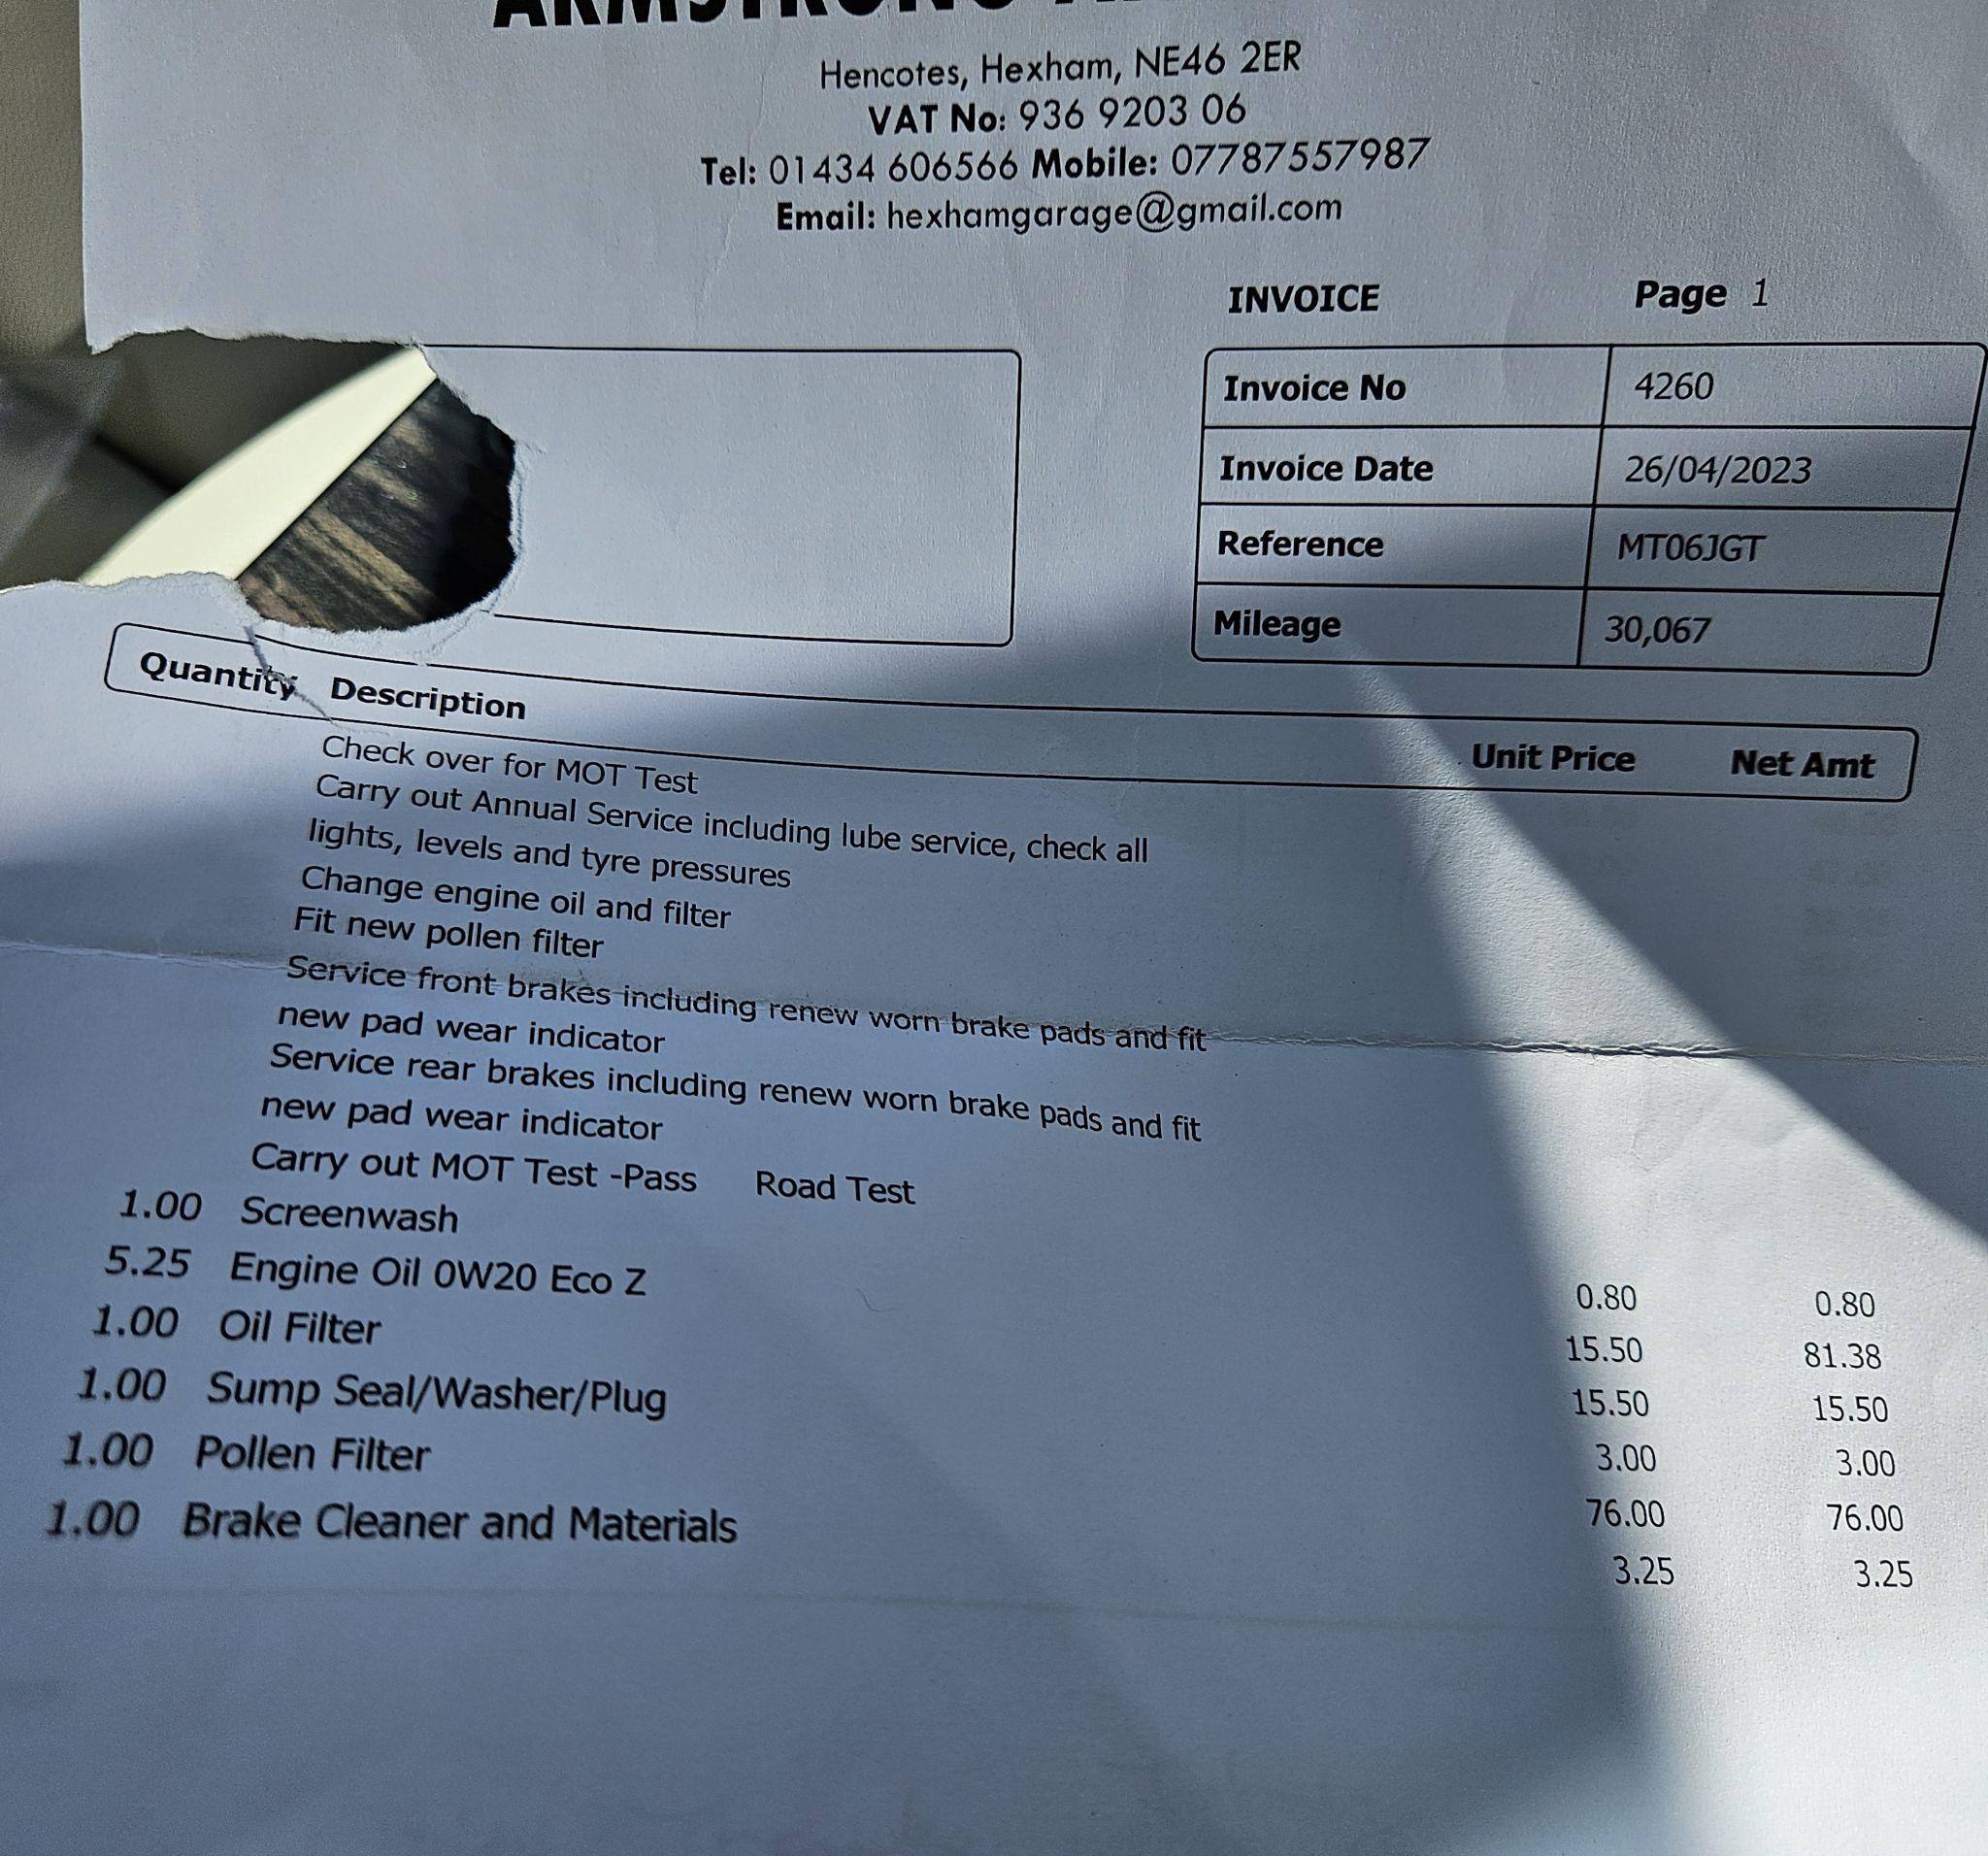 Hencotes, Hexham, NE46 2ER
VAT No: 936 9203 06
Tel: 01434 606566 Mobile: 07787557987
Email: hexhamgarage@gmail.com
INVOICE Page 1
Invoice No 4260
Invoice Date 26/04/2023
Reference MT06JGT
Mileage 30,067
Quantity Description Unit Price Net Amt
Check over for MOT Test
Carry out Annual Service including lube service, check all
lights, levels and tyre pressures
Change engine oil and filter
Fit new pollen filter
Service front brakes including renew worn brake pads and fit
new pad wear indicator
Service rear brakes including renew worn brake pads and fit
new pad wear indicator
Carry out MOT Test -Pass Road Test
1.00 Screenwash 0.80 0.80
5.25 Engine Oil 0W20 Eco Z 15.50 81.38
1.00 Oil Filter 15.50 15.50
1.00 Sump Seal/Washer/Plug 3.00 3.00
1.00 Pollen Filter 76.00 76.00
1.00 Brake Cleaner and Materials 3.25 3.25